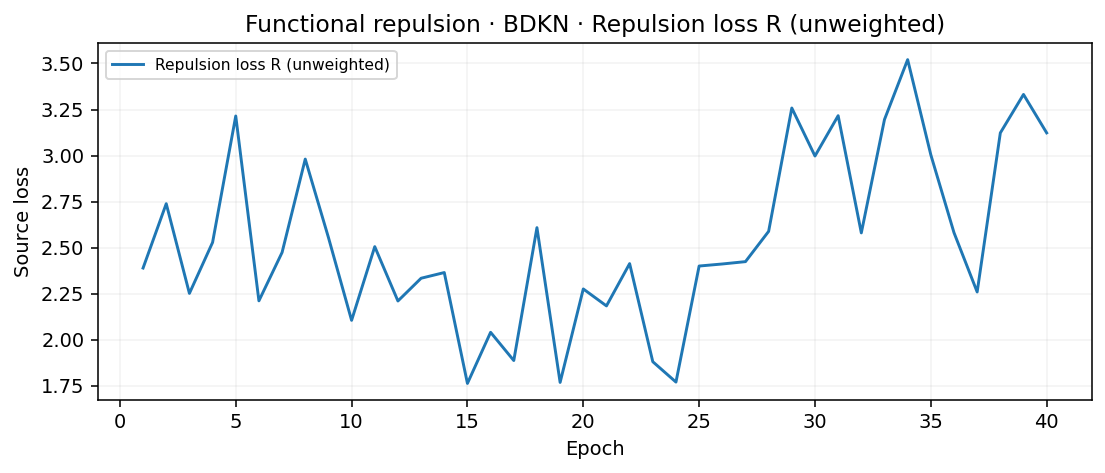 Functional repulsion · BDKN · Repulsion loss R (unweighted)
Repulsion loss R (unweighted)
Source loss
3.50
3.25
3.00
2.75
2.50
2.25
2.00
1.75
0 5 10 15 20 25 30 35 40
Epoch